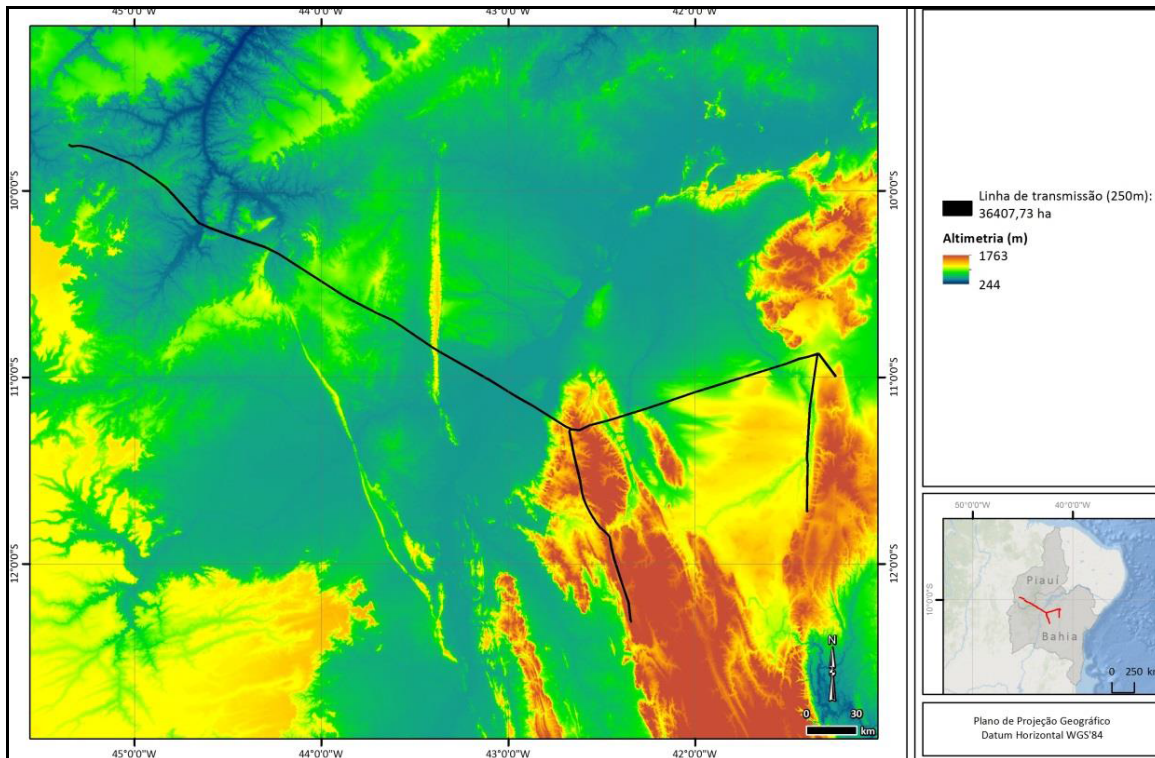 45°0'0"W 44°0'0"W 43°0'0"W 42°0'0"W
10°0'0"S 10°0'0"S
11°0'0"S 11°0'0"S
12°0'0"S 12°0'0"S
N
0 30
km
45°0'0"W 44°0'0"W 43°0'0"W 42°0'0"W
Linha de transmissão (250m):
36407,73 ha
Altimetria (m)
1763
244
50°0'0"W 40°0'0"W
10°0'0"S
Piauí
Bahia
0 250 km
Plano de Projeção Geográfico
Datum Horizontal WGS'84